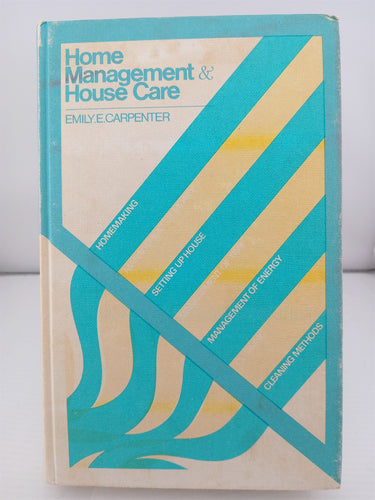 Home
Management &
House Care
EMILY.E.CARPENTER
HOMEMAKING
SETTING UP HOUSE
MANAGEMENT OF ENERGY
CLEANING METHODS